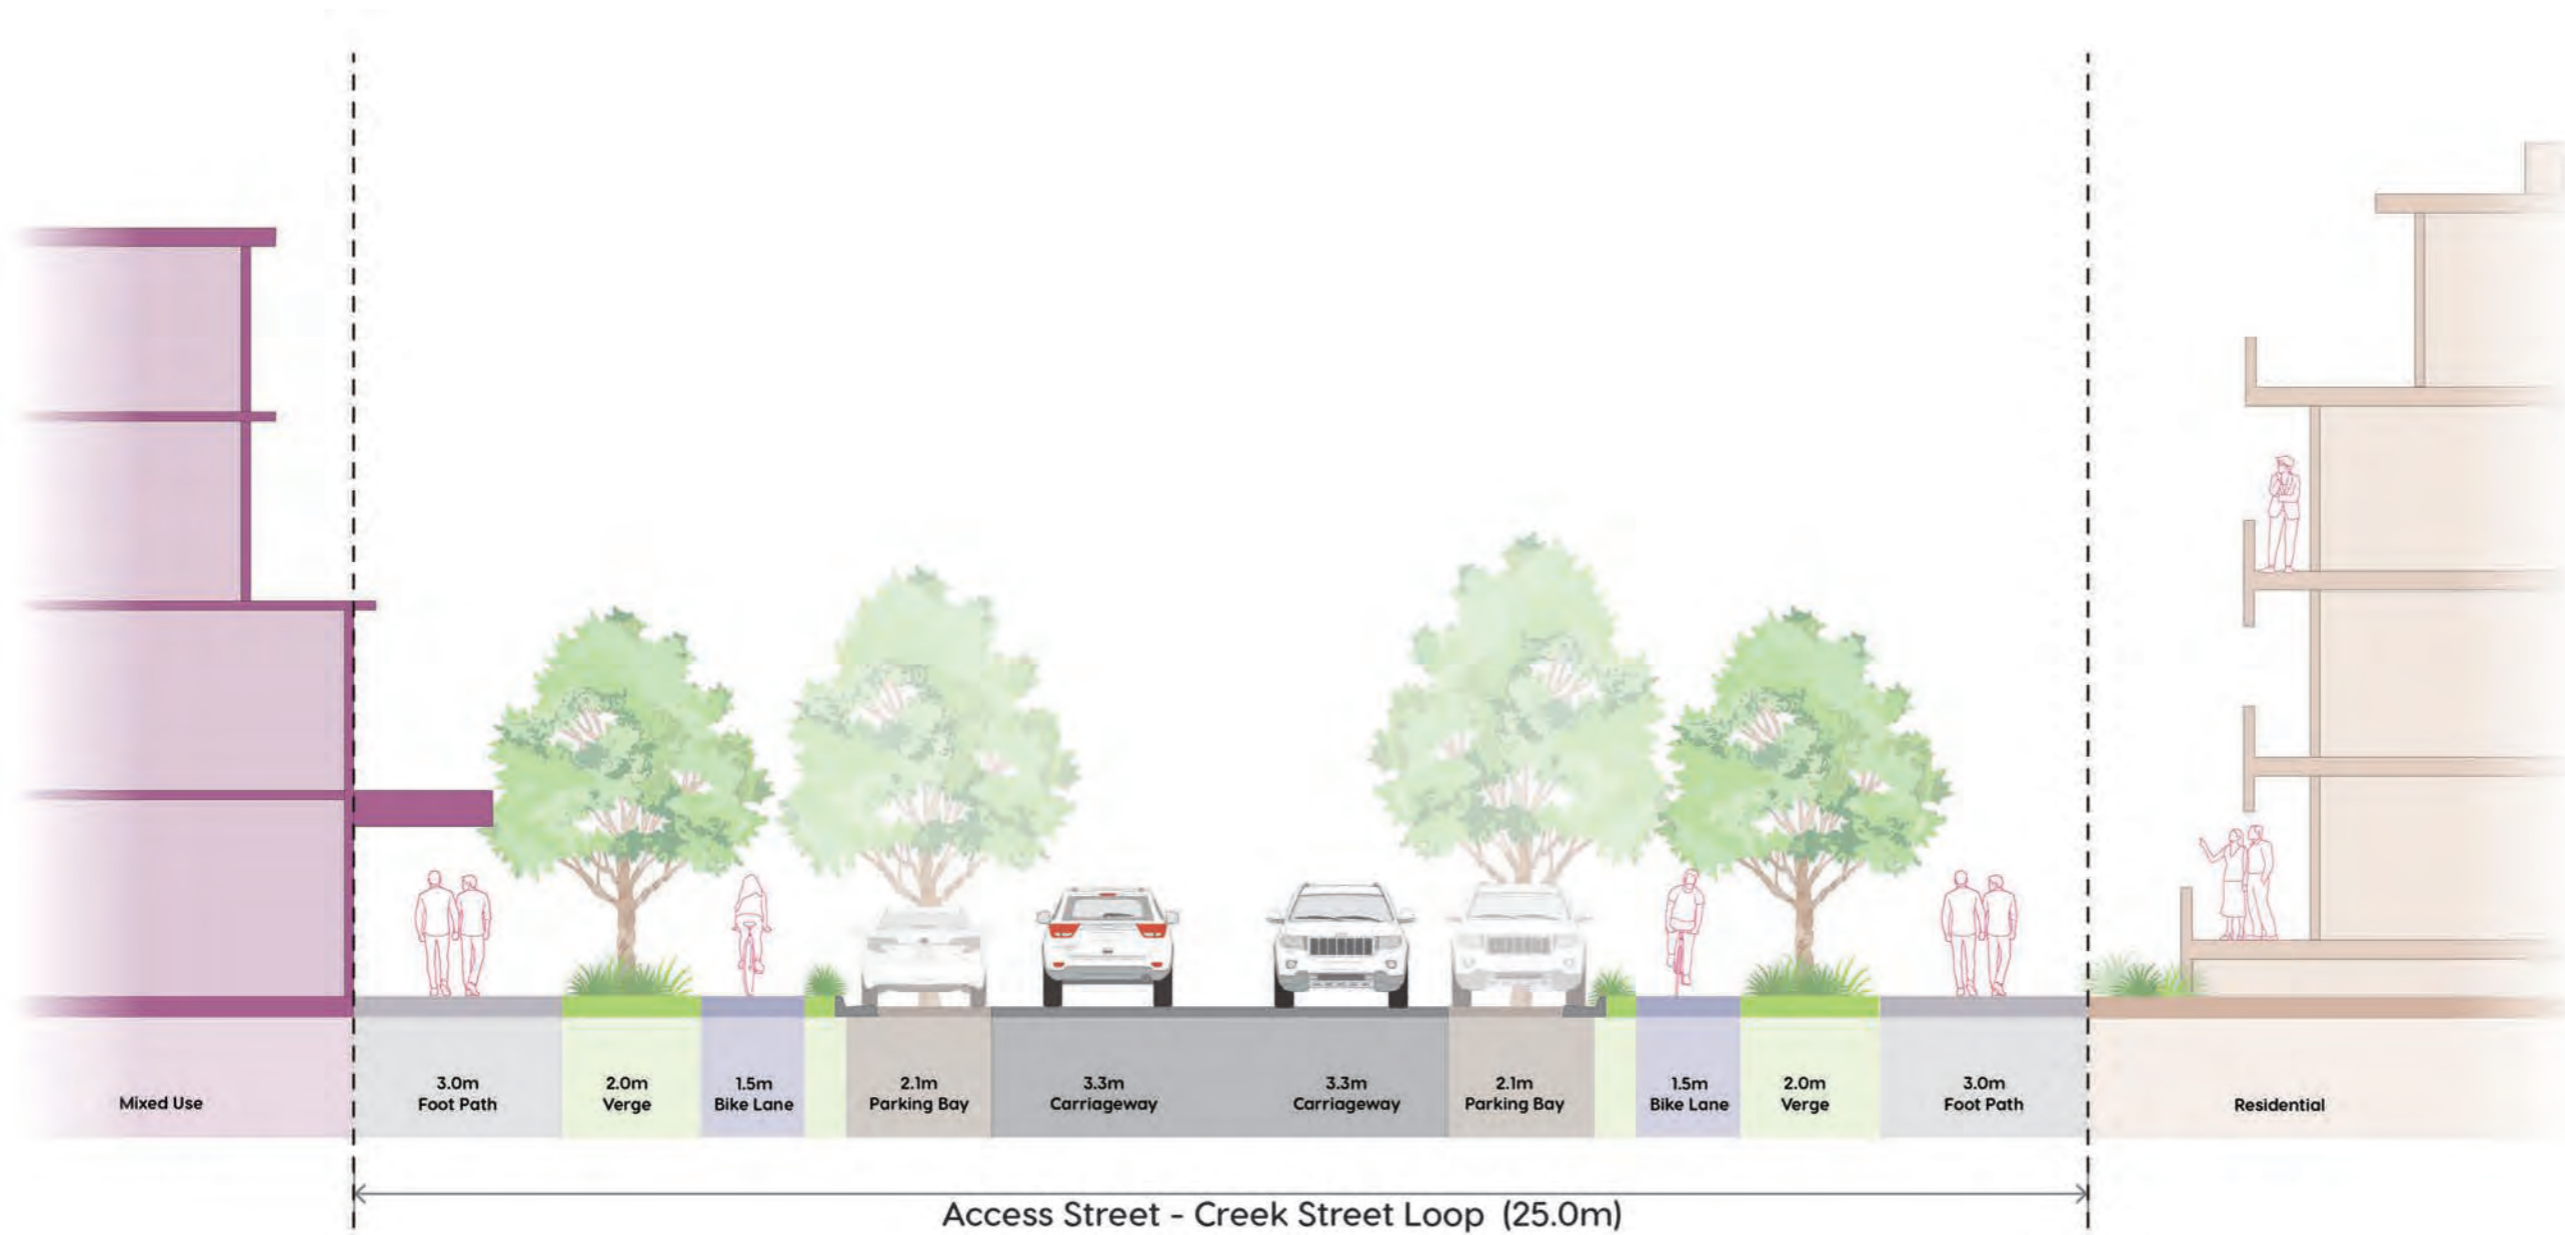 Mixed Use
3.0m
Foot Path
2.0m
Verge
1.5m
Bike Lane
2.1m
Parking Bay
3.3m
Carriageway
3.3m
Carriageway
2.1m
Parking Bay
1.5m
Bike Lane
2.0m
Verge
3.0m
Foot Path
Residential
Access Street - Creek Street Loop (25.0m)